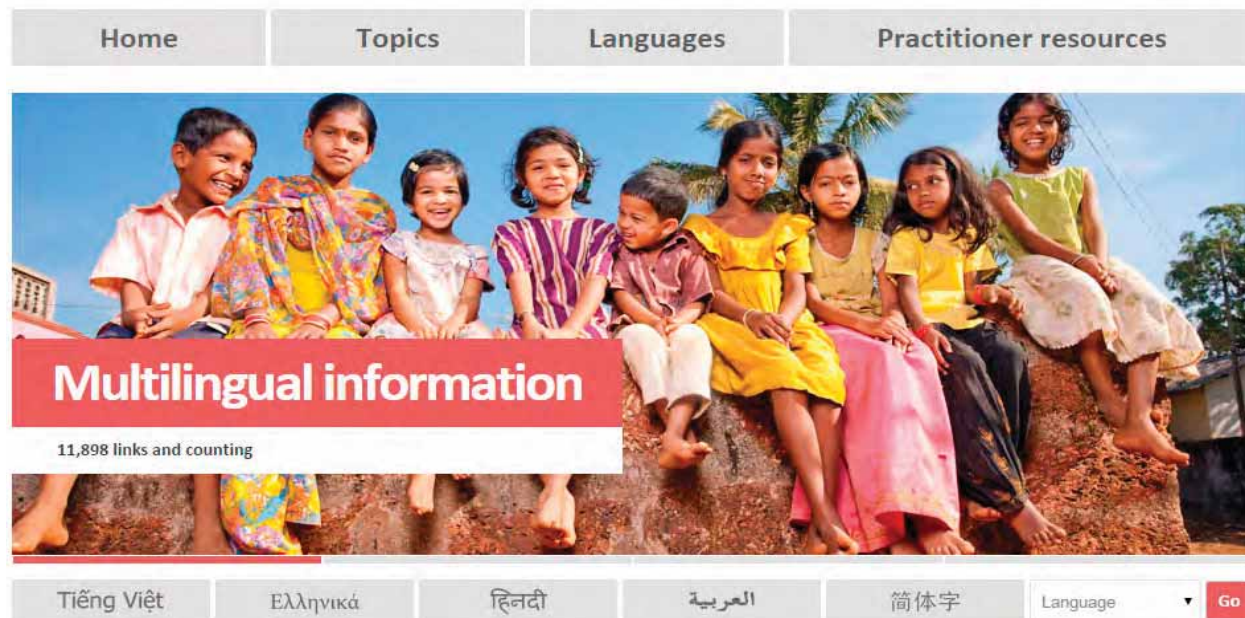 Home Topics Languages Practitioner resources
Multilingual information
11,898 links and counting
Tiếng Việt Ελληνικά हिनदी العربية 简体字 Language Go